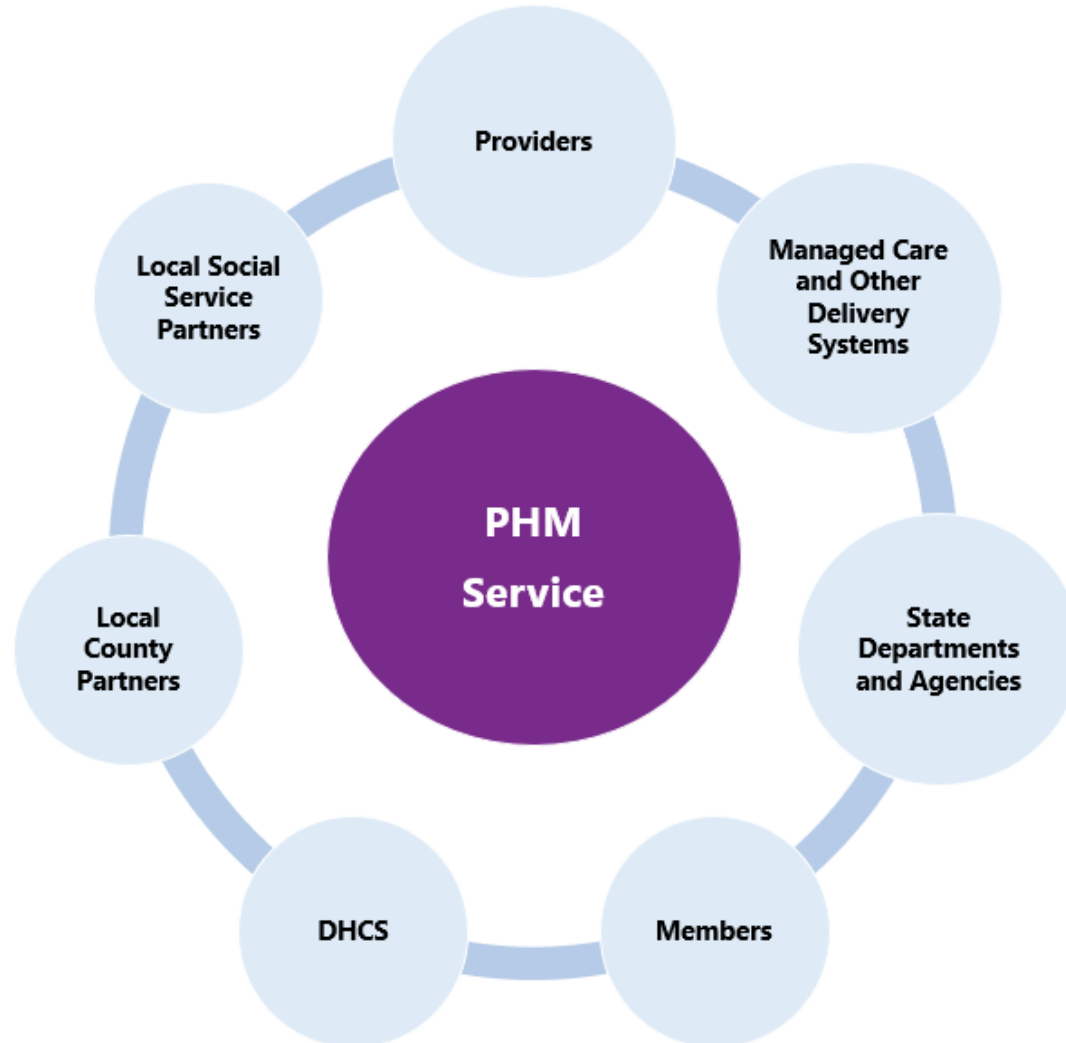 Providers
Managed Care
and Other
Delivery
Systems
Local Social
Service
Partners
PHM
Service
State
Departments
and Agencies
Local
County
Partners
Members
DHCS